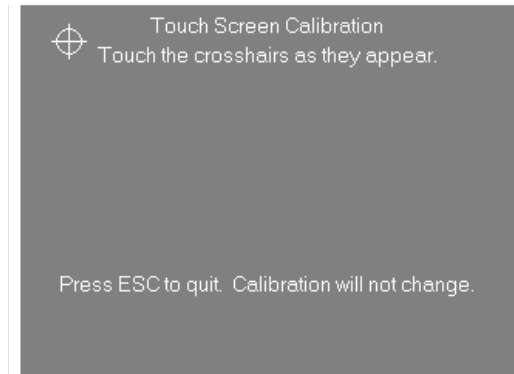 Touch Screen Calibration
Touch the crosshairs as they appear.
Press ESC to quit.  Calibration will not change.